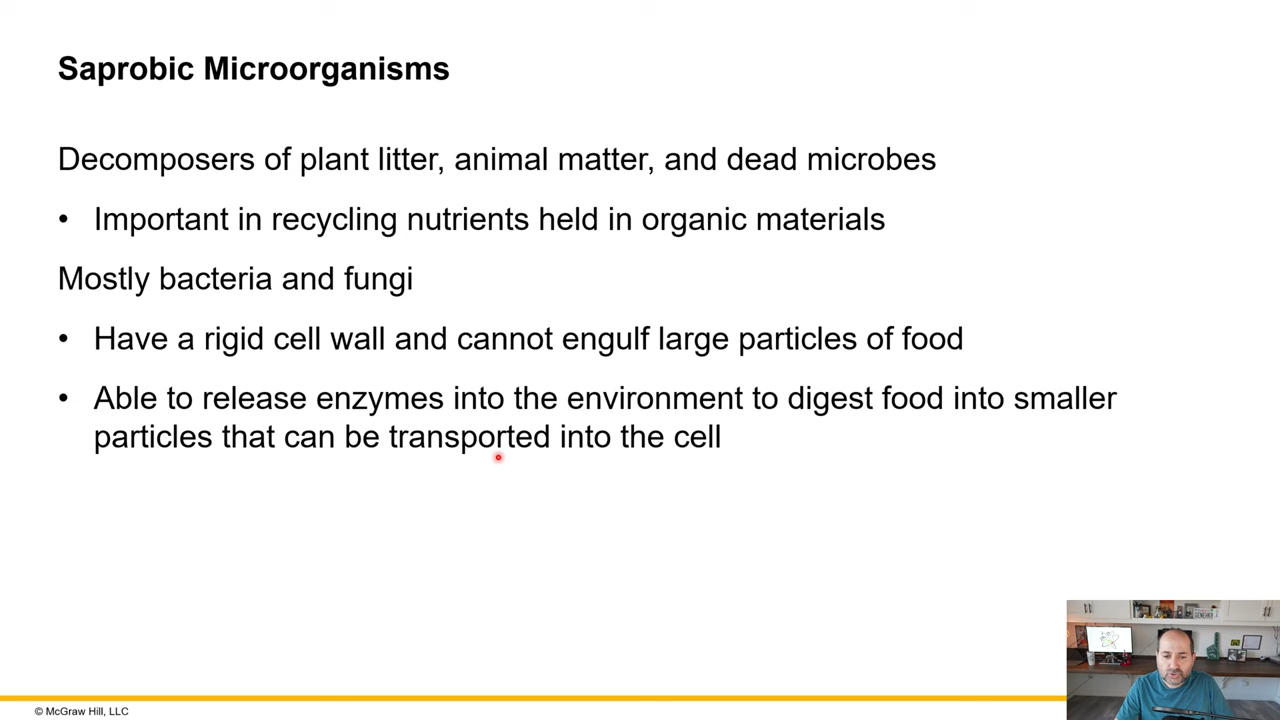 Saprobic Microorganisms
Decomposers of plant litter, animal matter, and dead microbes
• Important in recycling nutrients held in organic materials
Mostly bacteria and fungi
• Have a rigid cell wall and cannot engulf large particles of food
• Able to release enzymes into the environment to digest food into smaller
particles that can be transported into the cell
© McGraw Hill, LLC